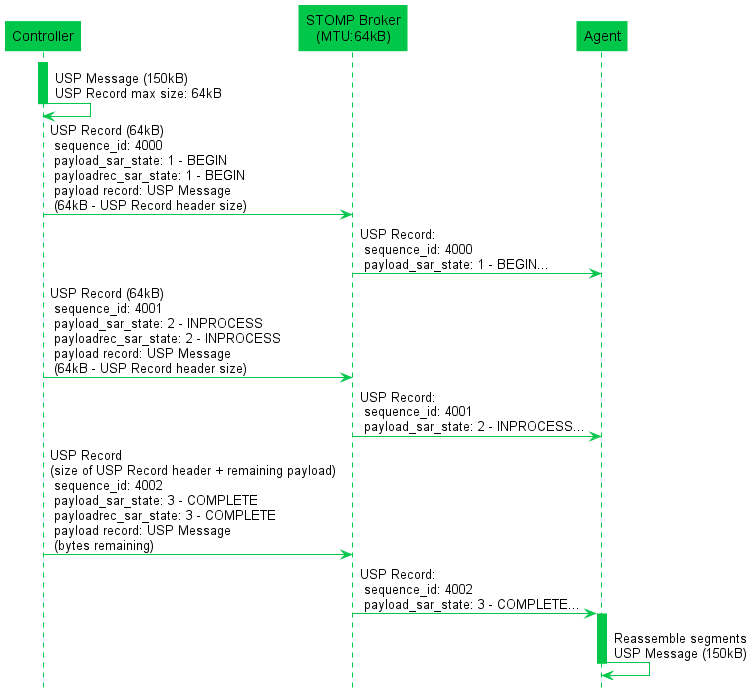 Controller
STOMP Broker
(MTU:64kB)
Agent
USP Message (150kB)
USP Record max size: 64kB
USP Record (64kB)
sequence_id: 4000
payload_sar_state: 1 - BEGIN
payloadrec_sar_state: 1 - BEGIN
payload record: USP Message
(64kB - USP Record header size)
USP Record:
sequence_id: 4000
payload_sar_state: 1 - BEGIN...
USP Record (64kB)
sequence_id: 4001
payload_sar_state: 2 - INPROCESS
payloadrec_sar_state: 2 - INPROCESS
payload record: USP Message
(64kB - USP Record header size)
USP Record:
sequence_id: 4001
payload_sar_state: 2 - INPROCESS...
USP Record
(size of USP Record header + remaining payload)
sequence_id: 4002
payload_sar_state: 3 - COMPLETE
payloadrec_sar_state: 3 - COMPLETE
payload record: USP Message
(bytes remaining)
USP Record:
sequence_id: 4002
payload_sar_state: 3 - COMPLETE...
Reassemble segments
USP Message (150kB)